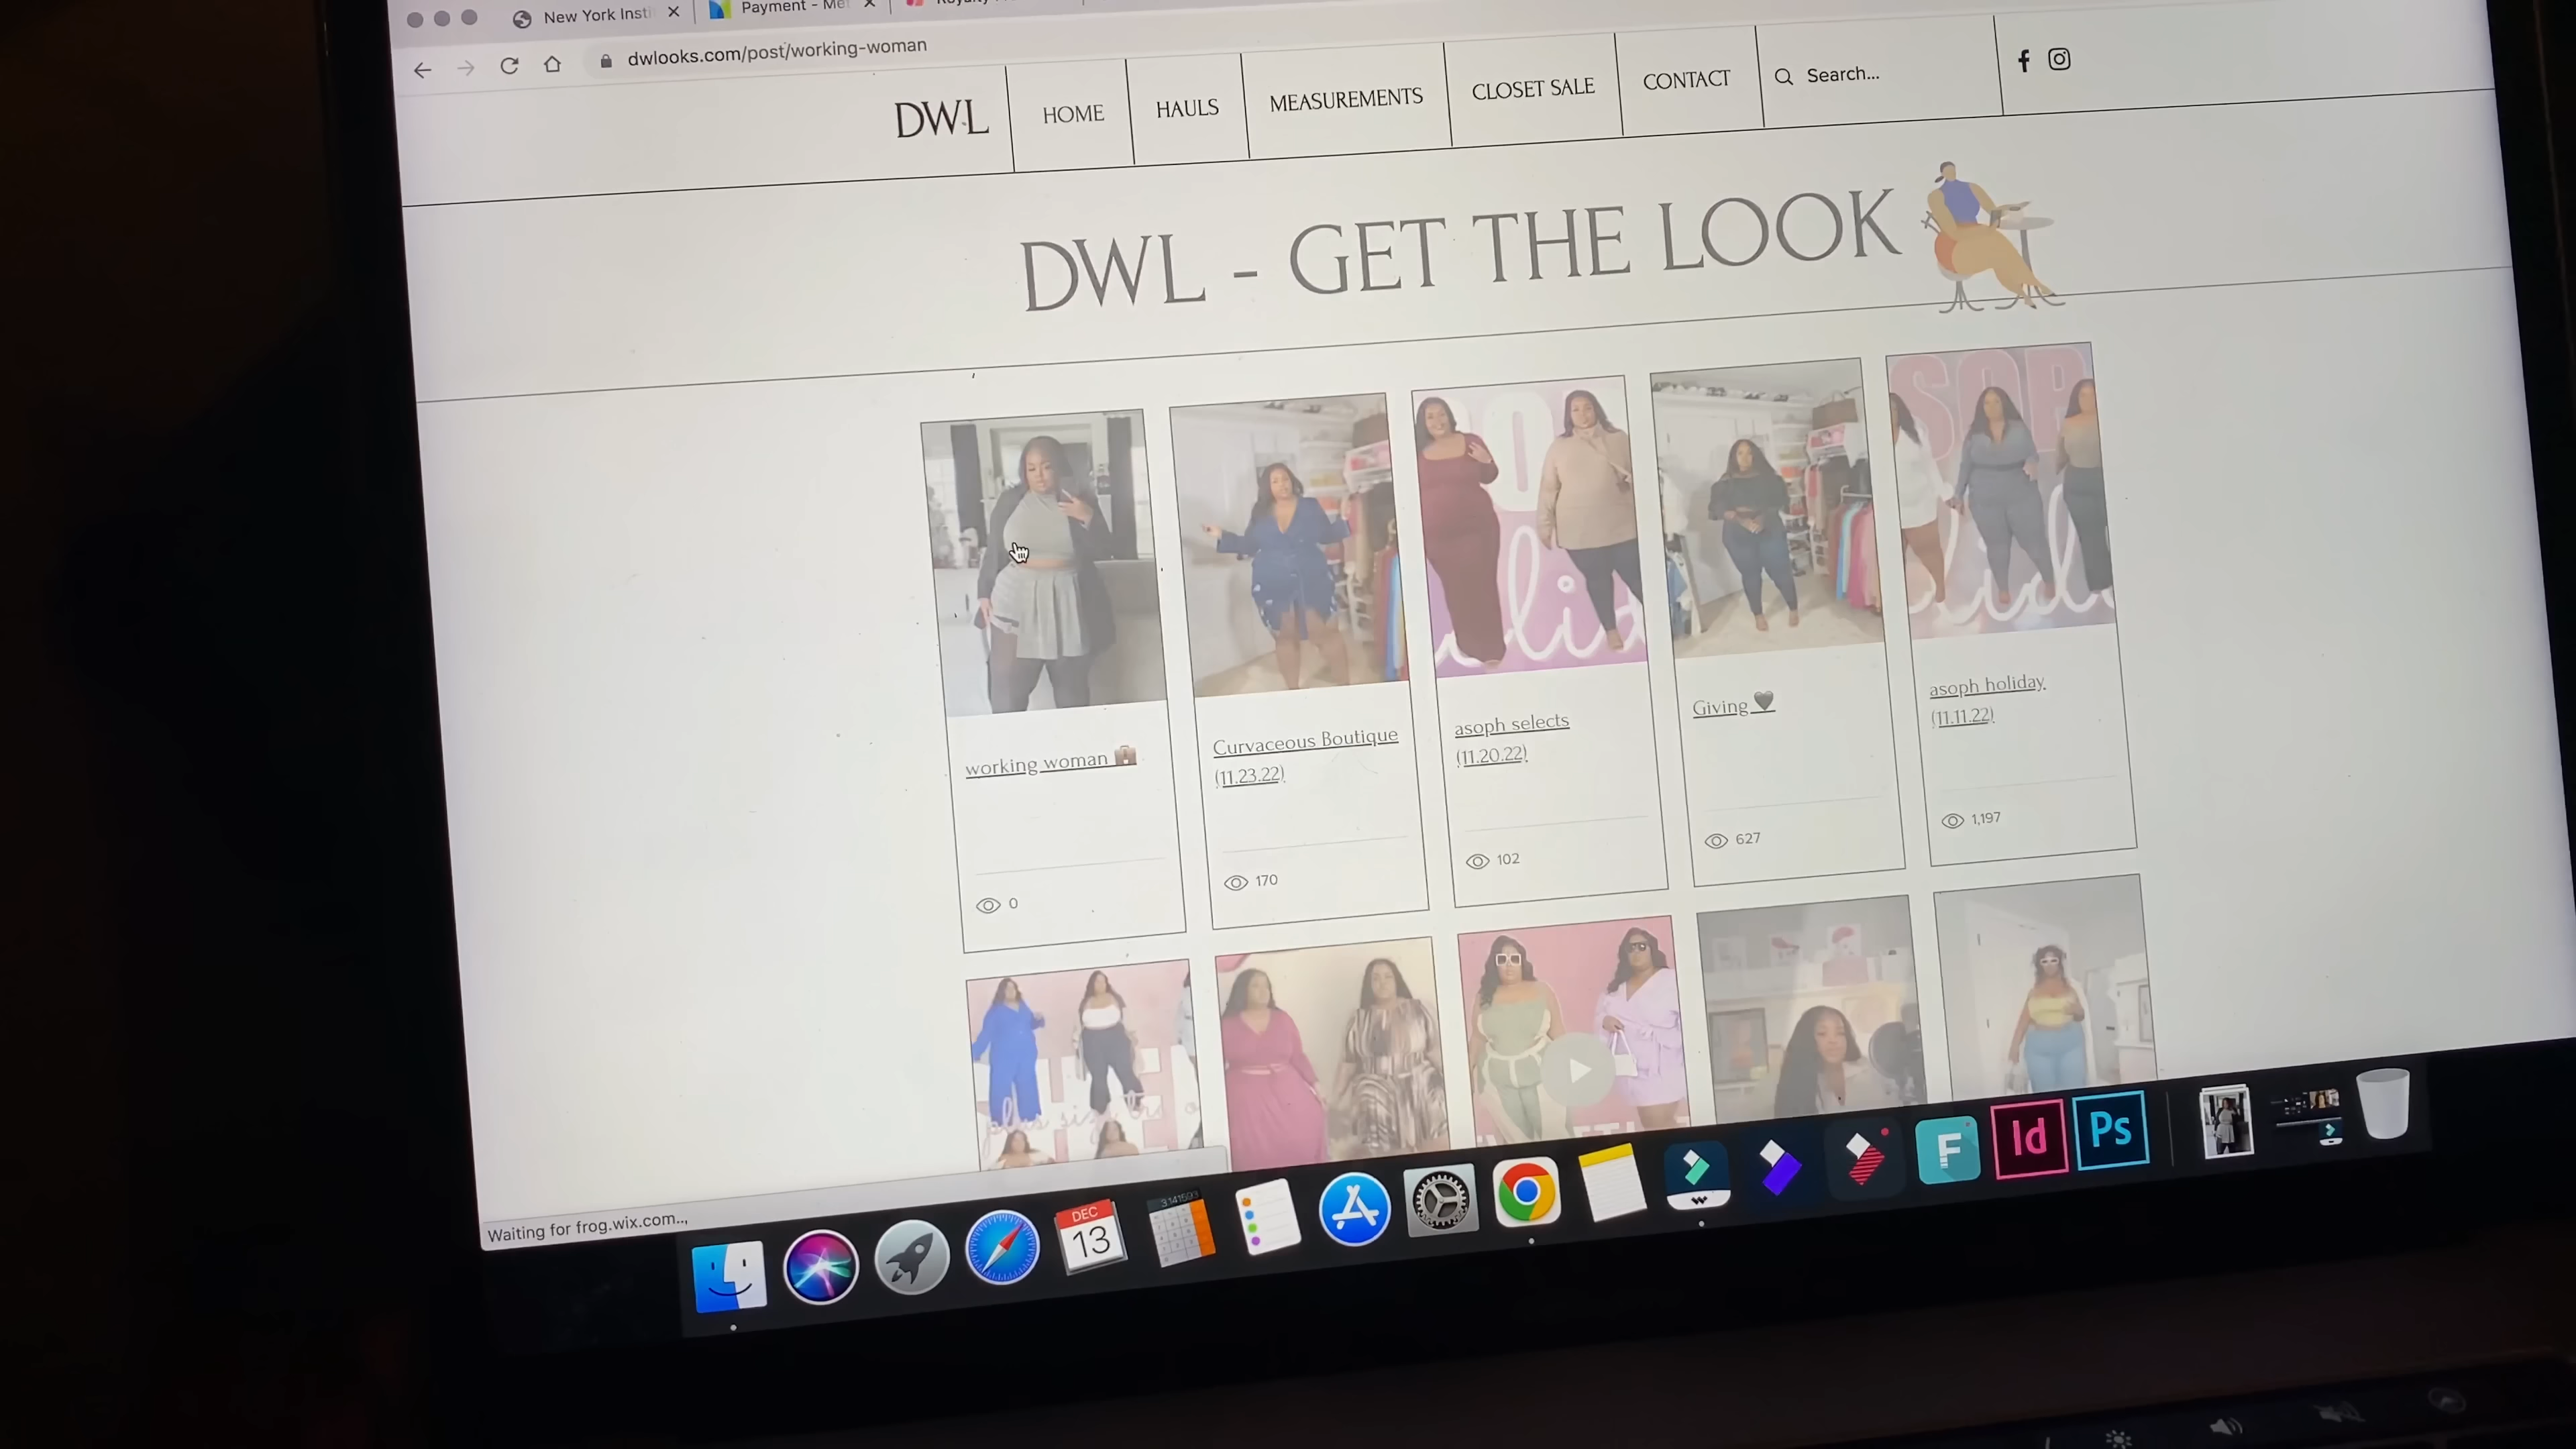 New York Insti
Payment - Me
dwlooks.com/post/working-woman
DWL
HOME
HAULS
MEASUREMENTS
CLOSET SALE
CONTACT
Search...
DWL - GET THE LOOK
working woman 💼
0
Curvaceous Boutique
(11.23.22)
170
asoph selects
(11.20.22)
102
Giving 🖤
627
asoph holiday
(11.11.22)
1,197
plus size
Waiting for frog.wix.com...
DEC
13
F
Id
Ps